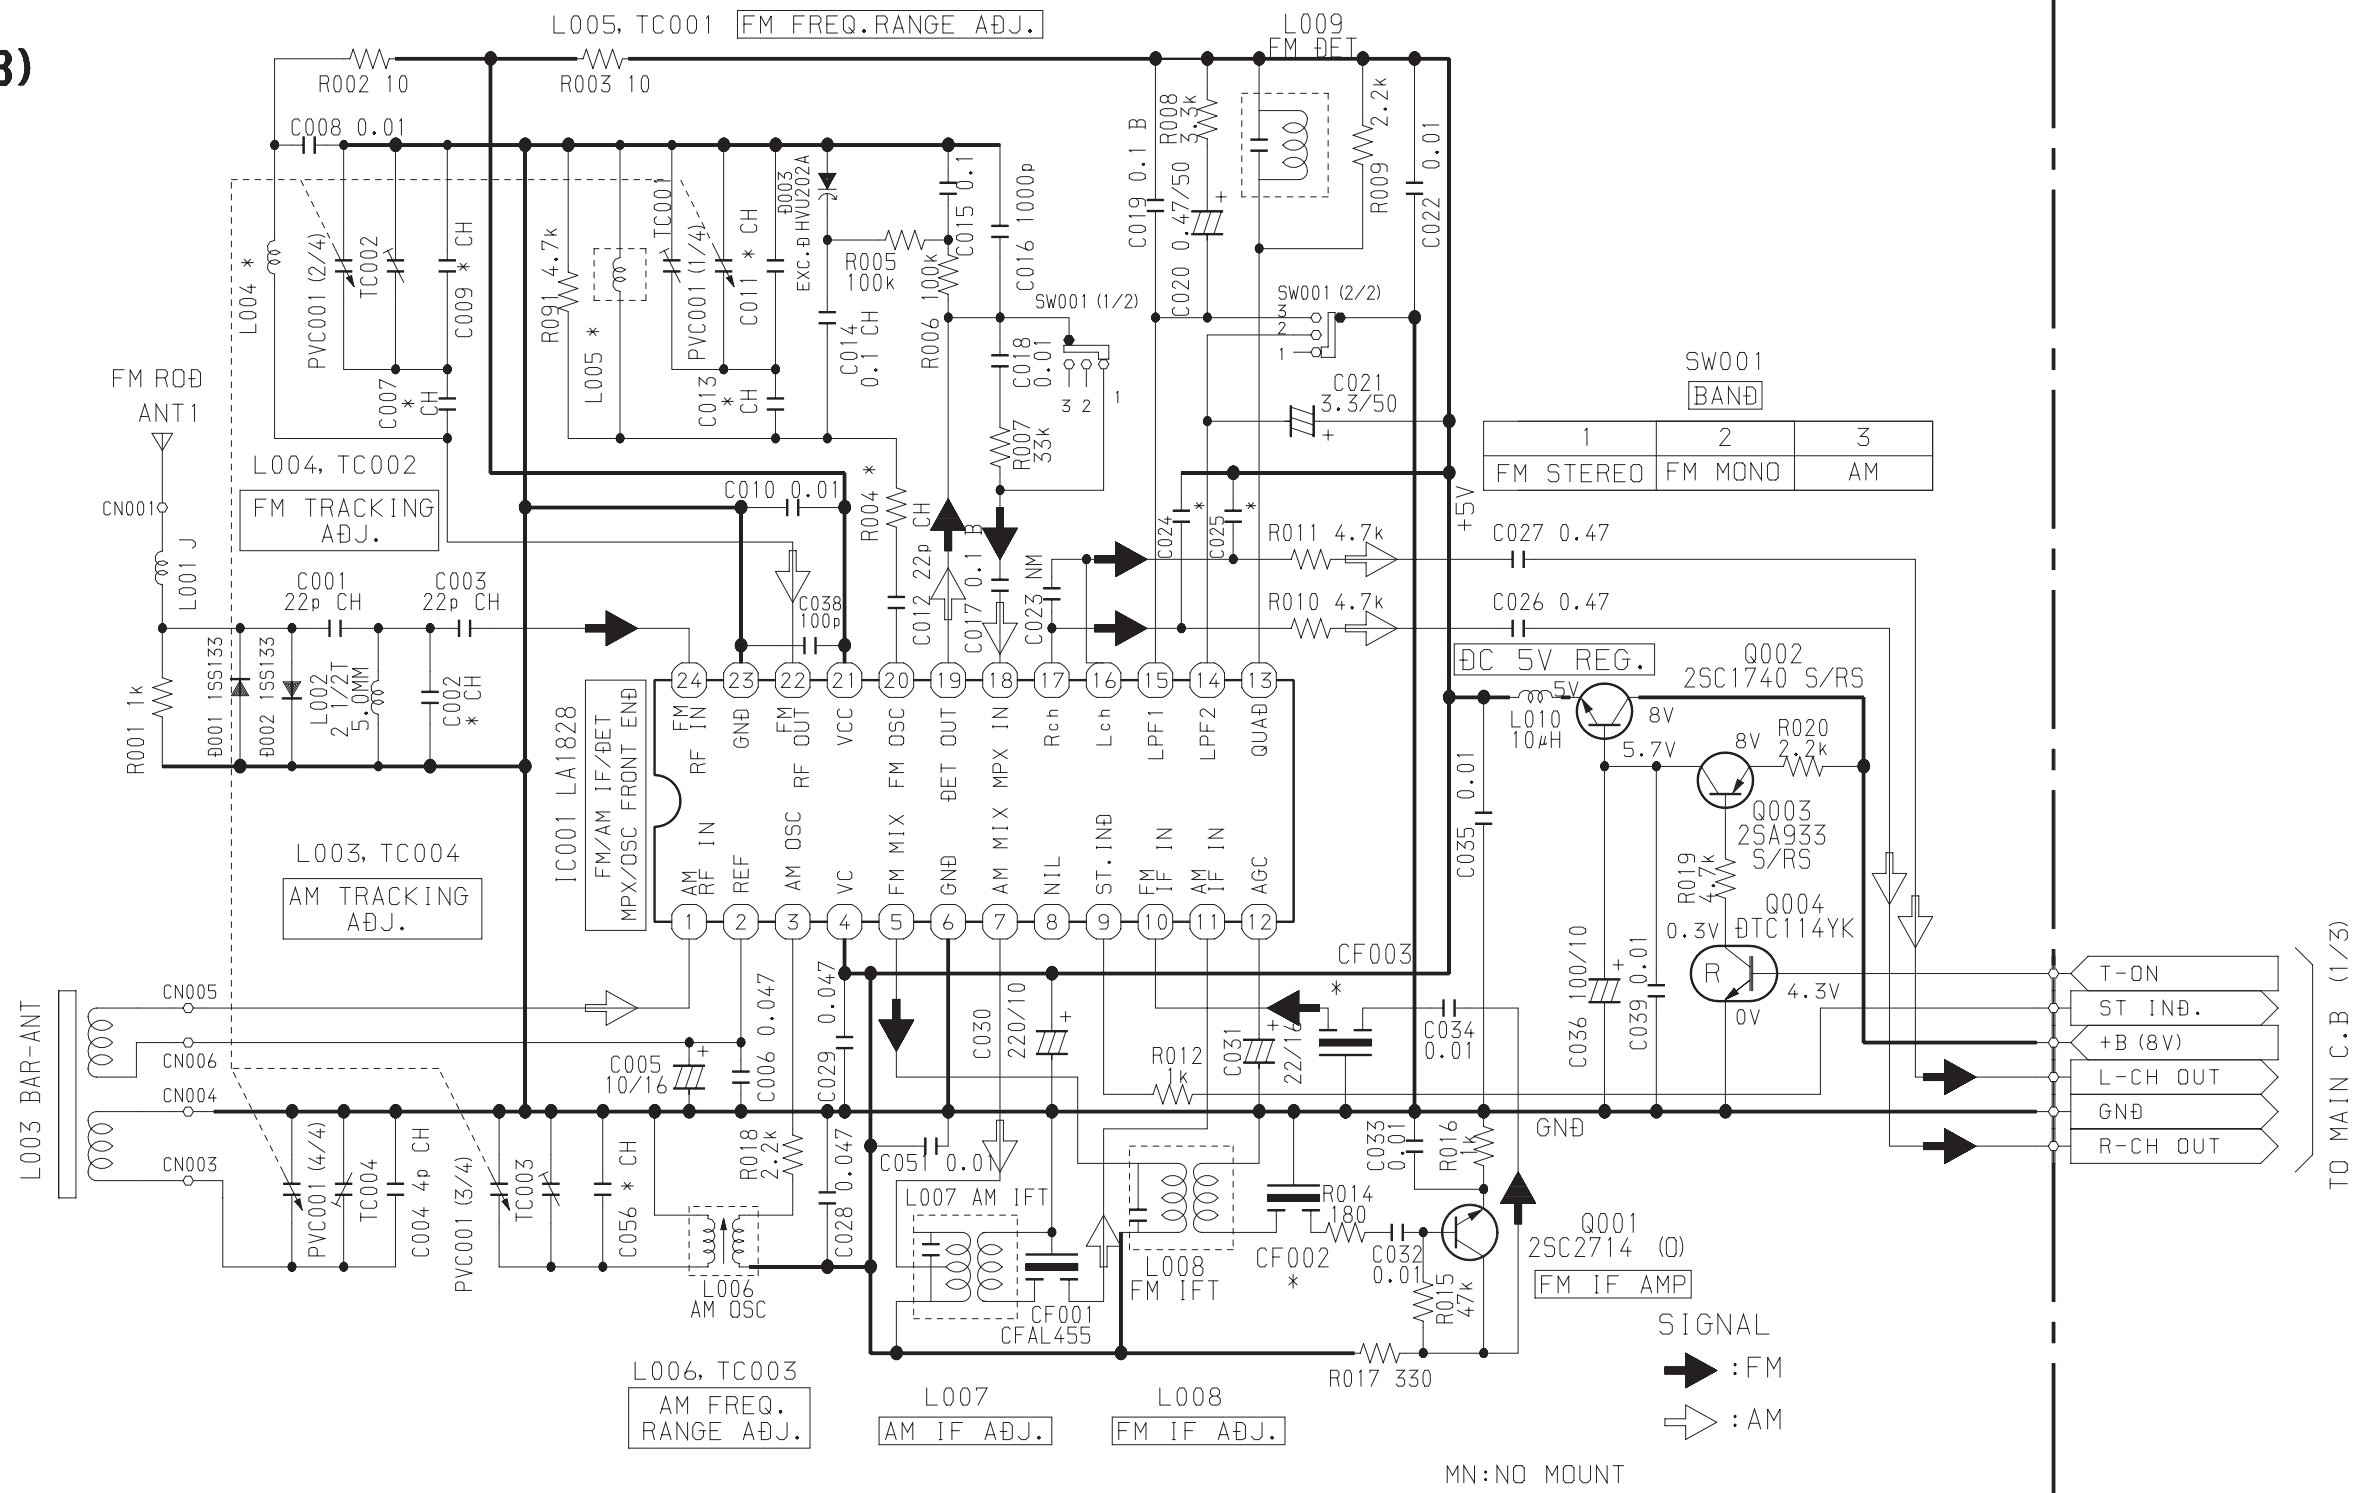 B)
L005, TC001 FM FREQ.RANGE ADJ.
L009
FM DET
R002 10
R003 10
C008 0.01
L004 *
PVC001 (2/4)
TC002
C009 * CH
C007 * CH
R091 4.7k
L005 *
TC001
PVC001 (1/4)
C011 * CH
C013 * CH
D003
EXC.DHVU202A
R005
100k
C014
0.1 CH
C015 0.1
R006 100k
C016 1000p
C018
0.01
R007
33k
SW001 (1/2)
3 2 1
C019 0.1 B
R008
3.3k
C020 0.47/50
R009
2.2k
C022 0.01
SW001 (2/2)
3
2
1
C021
3.3/50
+
+5V
SW001
BAND
1 2 3
FM STEREO FM MONO AM
FM ROD
ANT1
CN001
L001 J
L004, TC002
FM TRACKING
ADJ.
C001
22p CH
C003
22p CH
R001 1k
D001 1SS133
D002 1SS133
L002
2 1/2T
5.0MM
C002
* CH
C010 0.01
C038
100p
R004 *
C012 22p CH
C017 0.1 B
C023 NM
C024 *
C025 *
R011 4.7k
C027 0.47
R010 4.7k
C026 0.47
IC001 LA1828
FM/AM IF/DET
MPX/OSC FRONT END
24 23 22 21 20 19 18 17 16 15 14 13
FM
RF IN
GND
FM
RF OUT
VCC
FM OSC
DET OUT
MPX IN
Rch
Lch
LPF1
LPF2
QUAD
AM
RF IN
REF
AM OSC
VC
FM MIX
GND
AM MIX
NIL
ST.IND
FM
IF IN
AM
IF IN
AGC
1 2 3 4 5 6 7 8 9 10 11 12
DC 5V REG.
Q002
2SC1740 S/RS
5V
8V
L010
10μH
5.7V
8V
R020
2.2k
Q003
2SA933
S/RS
R019
4.7k
Q004
DTC114YK
0.3V
R
4.3V
0V
C035 0.01
C036 100/10
+
C039 0.01
L003, TC004
AM TRACKING
ADJ.
L003 BAR-ANT
CN005
CN006
CN004
CN003
C005
10/16
+
C006 0.047
C029 0.047
C030
220/10
+
C031
22/16
+
CF003
*
C034
0.01
R012
1k
PVC001 (4/4)
TC004
C004 4p CH
PVC001 (3/4)
TC003
C056 * CH
R018
2.2k
C028 0.047
C051 0.01
L006
AM OSC
L007 AM IFT
CF001
CFAL455
L008
FM IFT
CF002
*
R014
180
C032
0.01
C033
0.01
R016
1k
R015
47k
Q001
2SC2714 (O)
FM IF AMP
R017 330
GND
L006, TC003
AM FREQ.
RANGE ADJ.
L007
AM IF ADJ.
L008
FM IF ADJ.
SIGNAL
:FM
:AM
MN:NO MOUNT
T-ON
ST IND.
+B (8V)
L-CH OUT
GND
R-CH OUT
TO MAIN C.B (1/3)